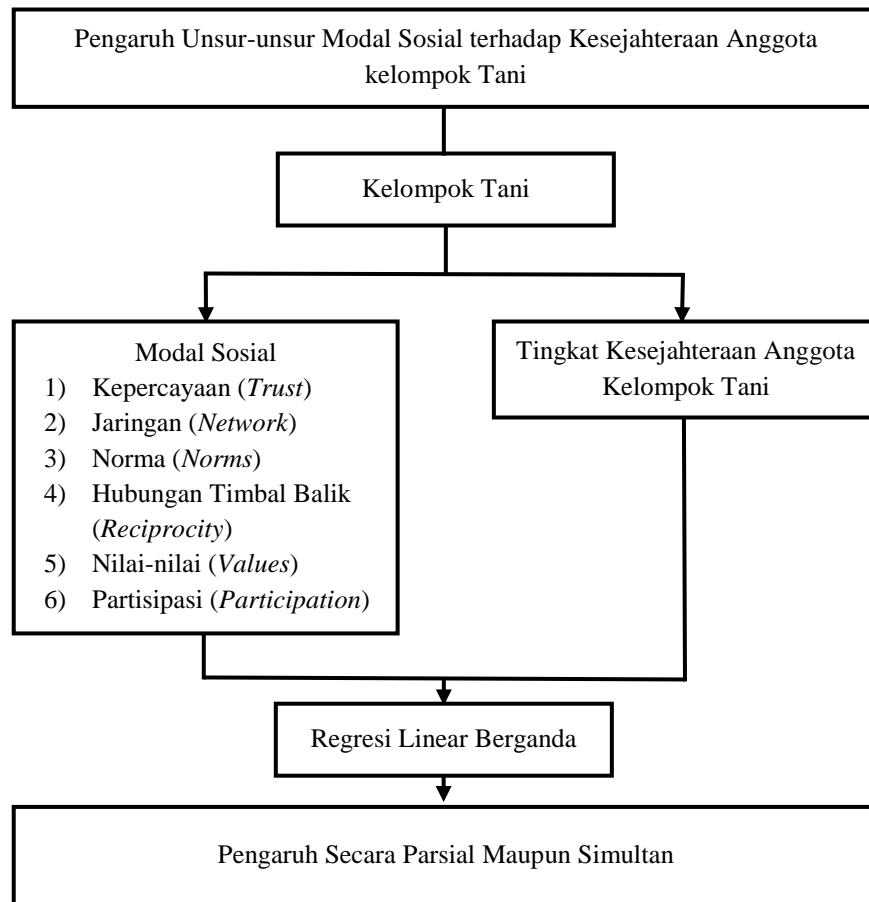 Pengaruh Unsur-unsur Modal Sosial terhadap Kesejahteraan Anggota
kelompok Tani
Kelompok Tani
Modal Sosial
1) Kepercayaan (Trust)
2) Jaringan (Network)
3) Norma (Norms)
4) Hubungan Timbal Balik
(Reciprocity)
5) Nilai-nilai (Values)
6) Partisipasi (Participation)
Tingkat Kesejahteraan Anggota
Kelompok Tani
Regresi Linear Berganda
Pengaruh Secara Parsial Maupun Simultan